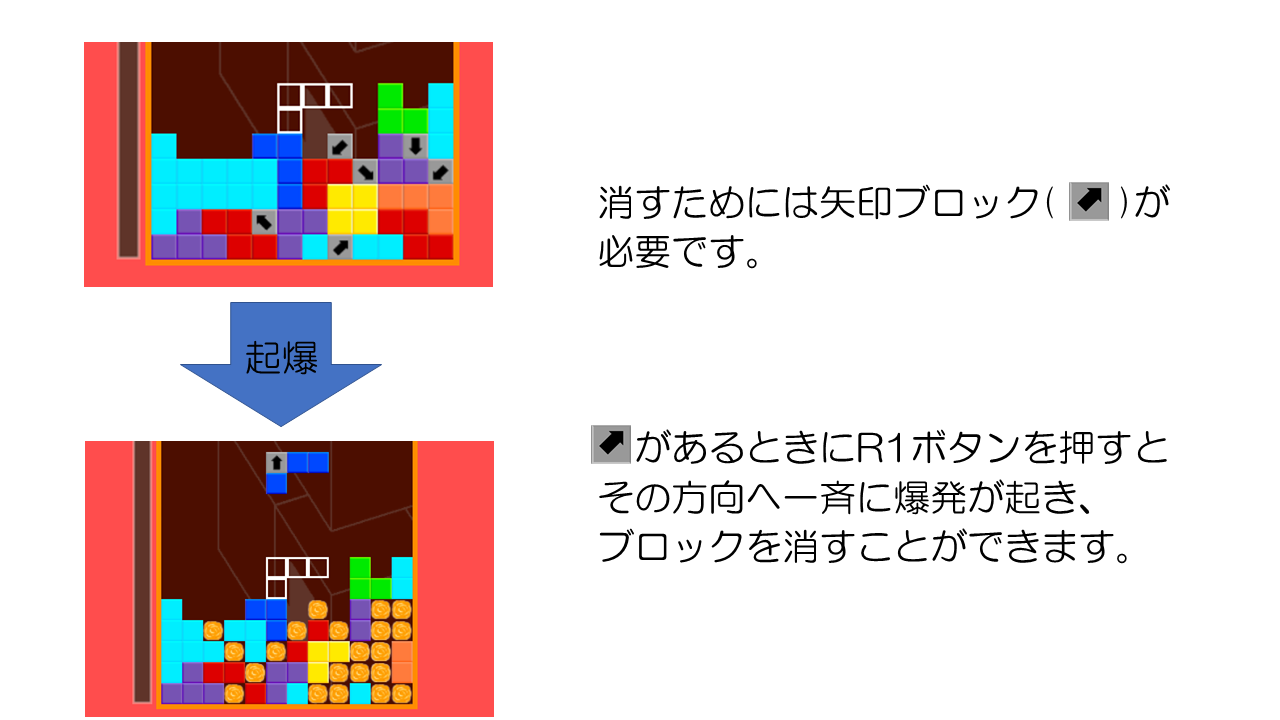 消すためには矢印ブロック( )が
必要です。
起爆
があるときにR1ボタンを押すと
その方向へ一斉に爆発が起き、
ブロックを消すことができます。